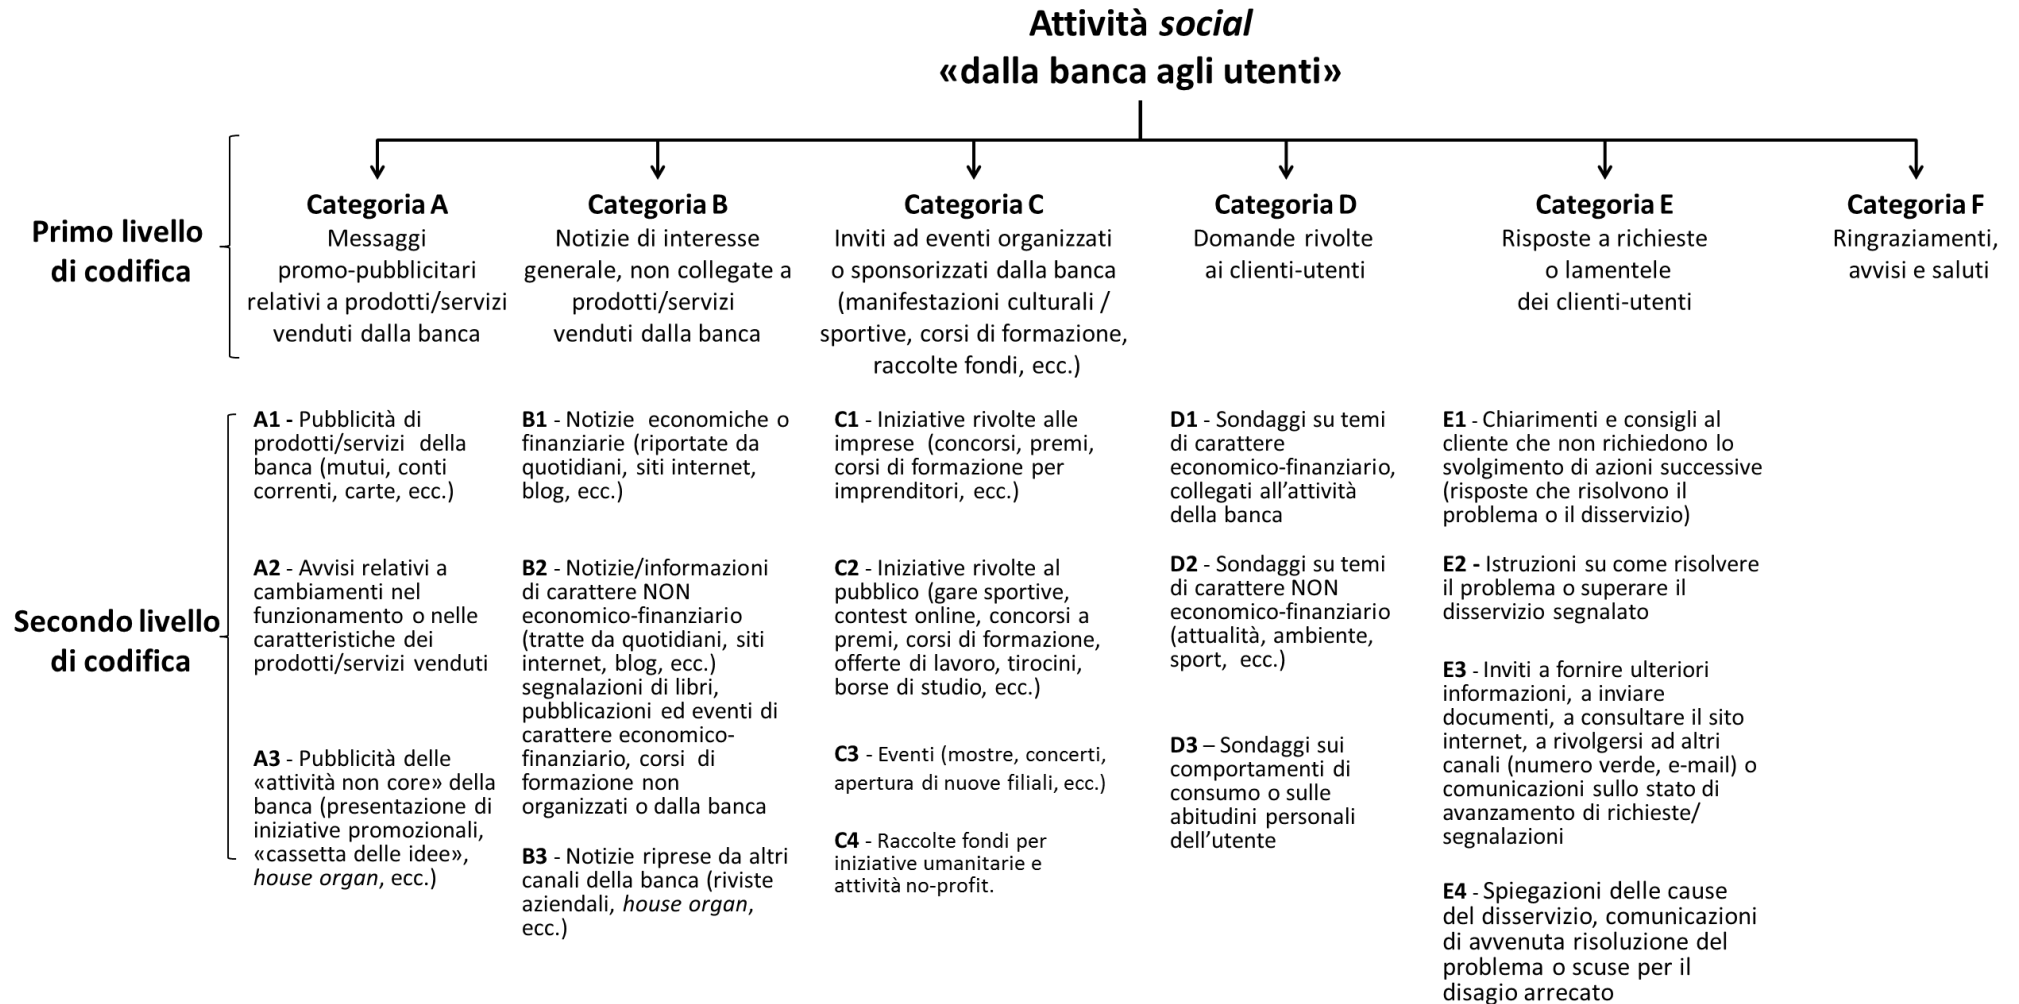 Attività social
«dalla banca agli utenti»
Primo livello
di codifica
Categoria A
Messaggi
promo-pubblicitari
relativi a prodotti/servizi
venduti dalla banca
Categoria B
Notizie di interesse
generale, non collegate a
prodotti/servizi
venduti dalla banca
Categoria C
Inviti ad eventi organizzati
o sponsorizzati dalla banca
(manifestazioni culturali /
sportive, corsi di formazione,
raccolte fondi, ecc.)
Categoria D
Domande rivolte
ai clienti-utenti
Categoria E
Risposte a richieste
o lamentele
dei clienti-utenti
Categoria F
Ringraziamenti,
avvisi e saluti
Secondo livello
di codifica
A1 - Pubblicità di
prodotti/servizi della
banca (mutui, conti
correnti, carte, ecc.)
A2 - Avvisi relativi a
cambiamenti nel
funzionamento o nelle
caratteristiche dei
prodotti/servizi venduti
A3 - Pubblicità delle
«attività non core» della
banca (presentazione di
iniziative promozionali,
«cassetta delle idee»,
house organ, ecc.)
B1 - Notizie economiche o
finanziarie (riportate da
quotidiani, siti internet,
blog, ecc.)
B2 - Notizie/informazioni
di carattere NON
economico-finanziario
(tratte da quotidiani, siti
internet, blog, ecc.)
segnalazioni di libri,
pubblicazioni ed eventi di
carattere economico-
finanziario, corsi di
formazione non
organizzati o dalla banca
B3 - Notizie riprese da altri
canali della banca (riviste
aziendali, house organ,
ecc.)
C1 - Iniziative rivolte alle
imprese (concorsi, premi,
corsi di formazione per
imprenditori, ecc.)
C2 - Iniziative rivolte al
pubblico (gare sportive,
contest online, concorsi a
premi, corsi di formazione,
offerte di lavoro, tirocini,
borse di studio, ecc.)
C3 - Eventi (mostre, concerti,
apertura di nuove filiali, ecc.)
C4 - Raccolte fondi per
iniziative umanitarie e
attività no-profit.
D1 - Sondaggi su temi
di carattere
economico-finanziario,
collegati all’attività
della banca
D2 - Sondaggi su temi
di carattere NON
economico-finanziario
(attualità, ambiente,
sport, ecc.)
D3 – Sondaggi sui
comportamenti di
consumo o sulle
abitudini personali
dell’utente
E1 - Chiarimenti e consigli al
cliente che non richiedono lo
svolgimento di azioni successive
(risposte che risolvono il
problema o il disservizio)
E2 - Istruzioni su come risolvere
il problema o superare il
disservizio segnalato
E3 - Inviti a fornire ulteriori
informazioni, a inviare
documenti, a consultare il sito
internet, a rivolgersi ad altri
canali (numero verde, e-mail) o
comunicazioni sullo stato di
avanzamento di richieste/
segnalazioni
E4 - Spiegazioni delle cause
del disservizio, comunicazioni
di avvenuta risoluzione del
problema o scuse per il
disagio arrecato